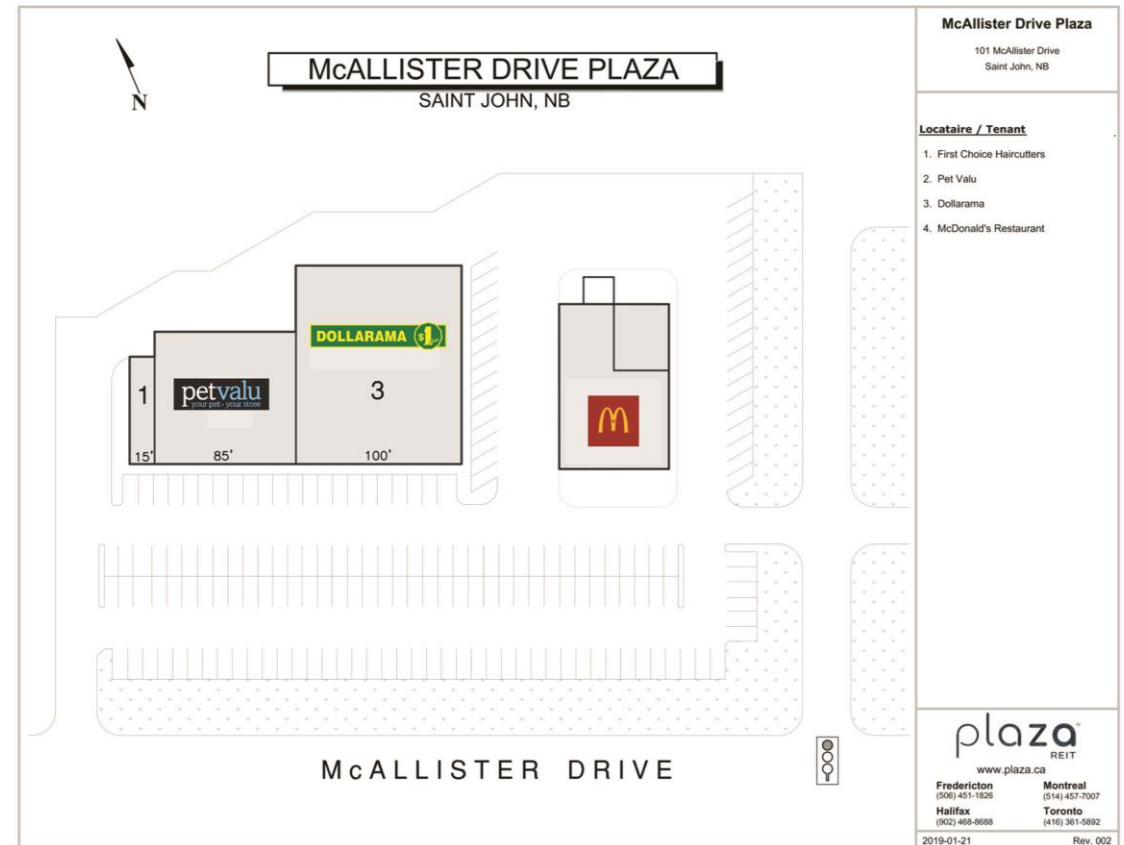 McALLISTER DRIVE PLAZA
SAINT JOHN, NB
N
DOLLARAMA $1
petvalu
your pet - your store
1
3
15'
85'
100'
McALLISTER DRIVE
McAllister Drive Plaza
101 McAllister Drive
Saint John, NB
Locataire / Tenant
1. First Choice Haircutters
2. Pet Valu
3. Dollarama
4. McDonald's Restaurant
plaza
REIT
www.plaza.ca
Fredericton Montreal
(506) 451-1826 (514) 457-7007
Halifax Toronto
(902) 468-8688 (416) 361-5892
2019-01-21 Rev. 002